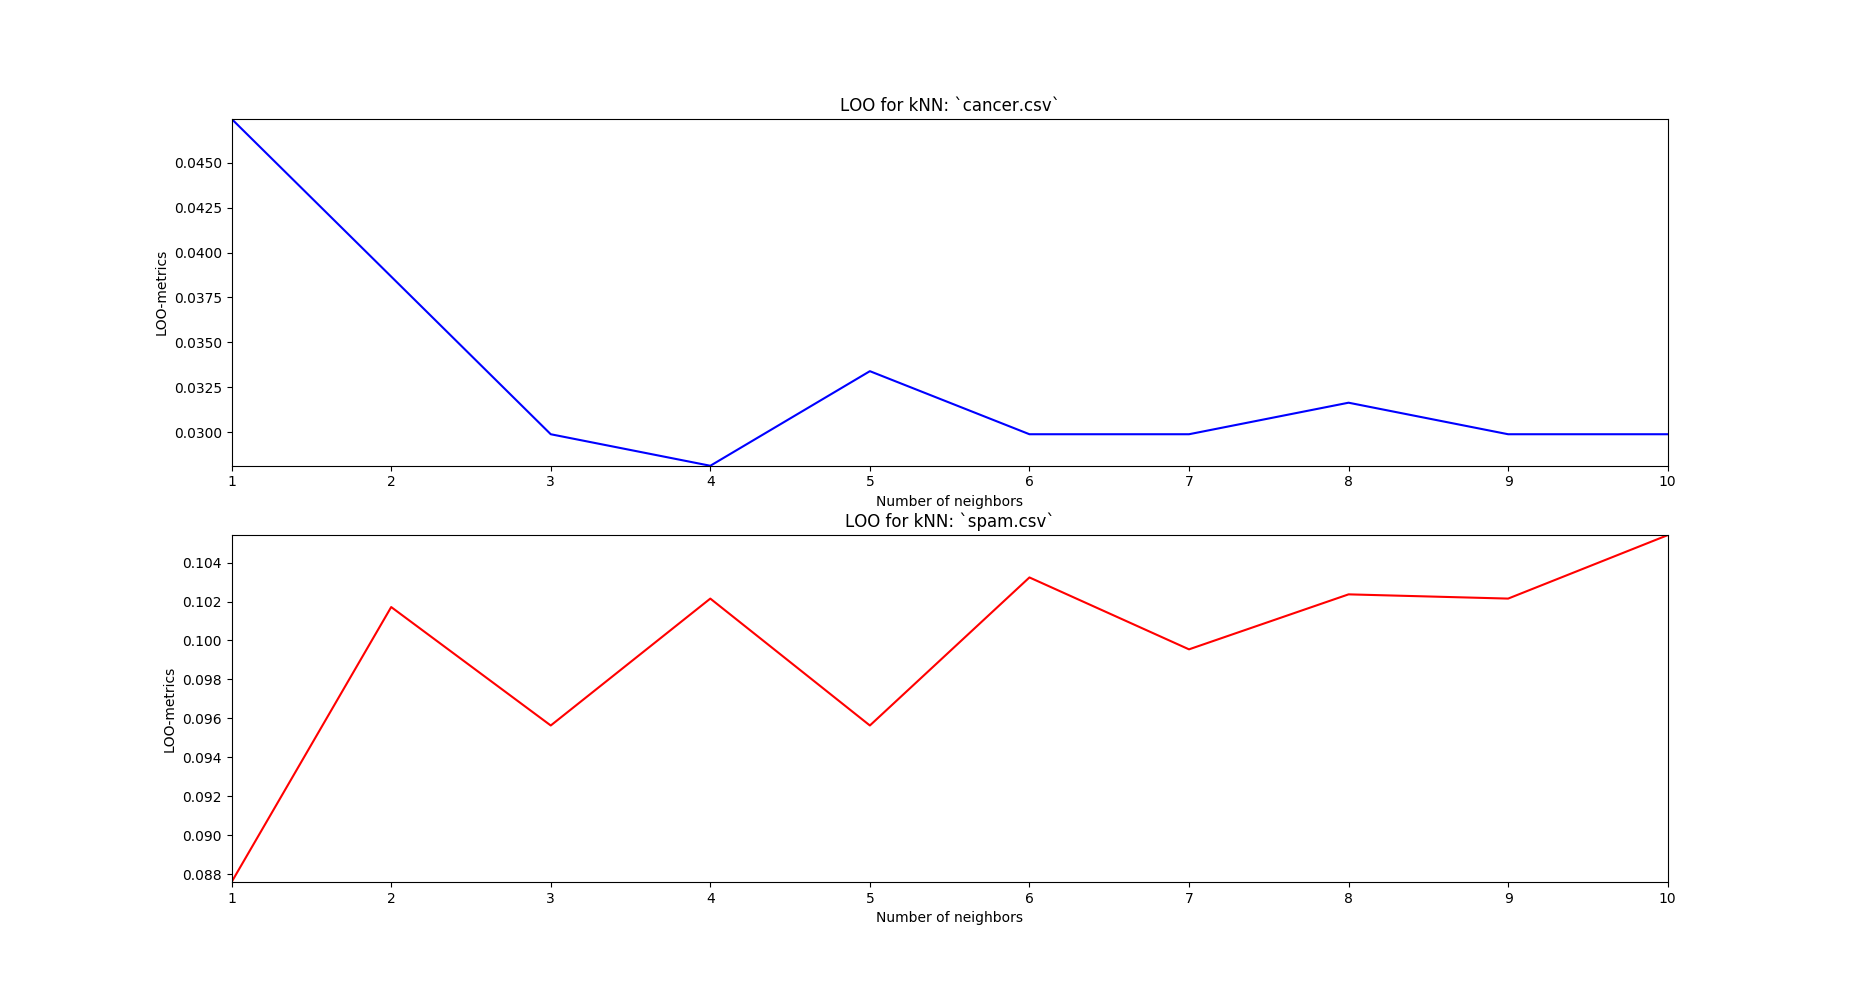 LOO for kNN: `cancer.csv`
0.0450
0.0425
0.0400
0.0375
0.0350
0.0325
0.0300
LOO-metrics
1 2 3 4 5 6 7 8 9 10
Number of neighbors
LOO for kNN: `spam.csv`
0.104
0.102
0.100
0.098
0.096
0.094
0.092
0.090
0.088
LOO-metrics
1 2 3 4 5 6 7 8 9 10
Number of neighbors